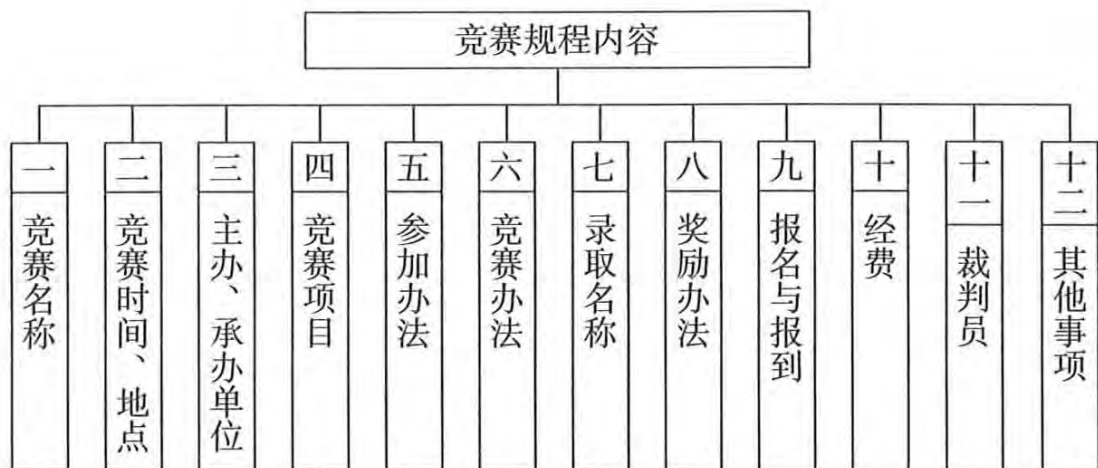 竞赛规程内容
一
竞赛名称
二
竞赛时间、地点
三
主办、承办单位
四
竞赛项目
五
参加办法
六
竞赛办法
七
录取名称
八
奖励办法
九
报名与报到
十
经费
十一
裁判员
十二
其他事项